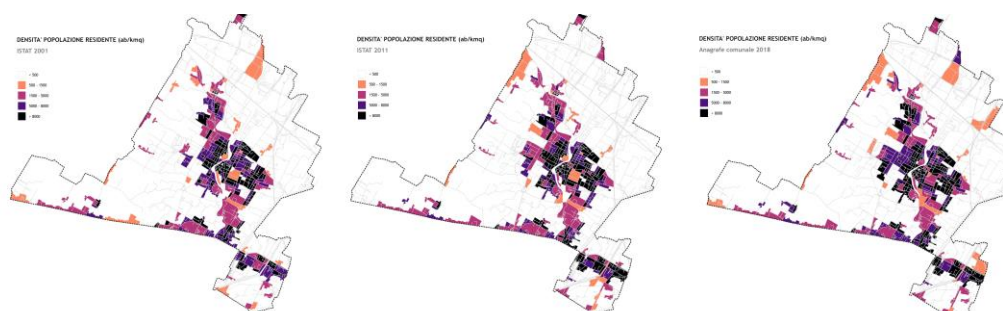 DENSITA' POPOLAZIONE RESIDENTE (ab/kmq)
ISTAT 2001
< 500
500 - 1500
1500 - 5000
5000 - 8000
> 8000
DENSITA' POPOLAZIONE RESIDENTE (ab/kmq)
ISTAT 2011
< 500
500 - 1500
1500 - 5000
5000 - 8000
> 8000
DENSITA' POPOLAZIONE RESIDENTE (ab/kmq)
Anagrafe comunale 2018
< 500
500 - 1500
1500 - 5000
5000 - 8000
> 8000